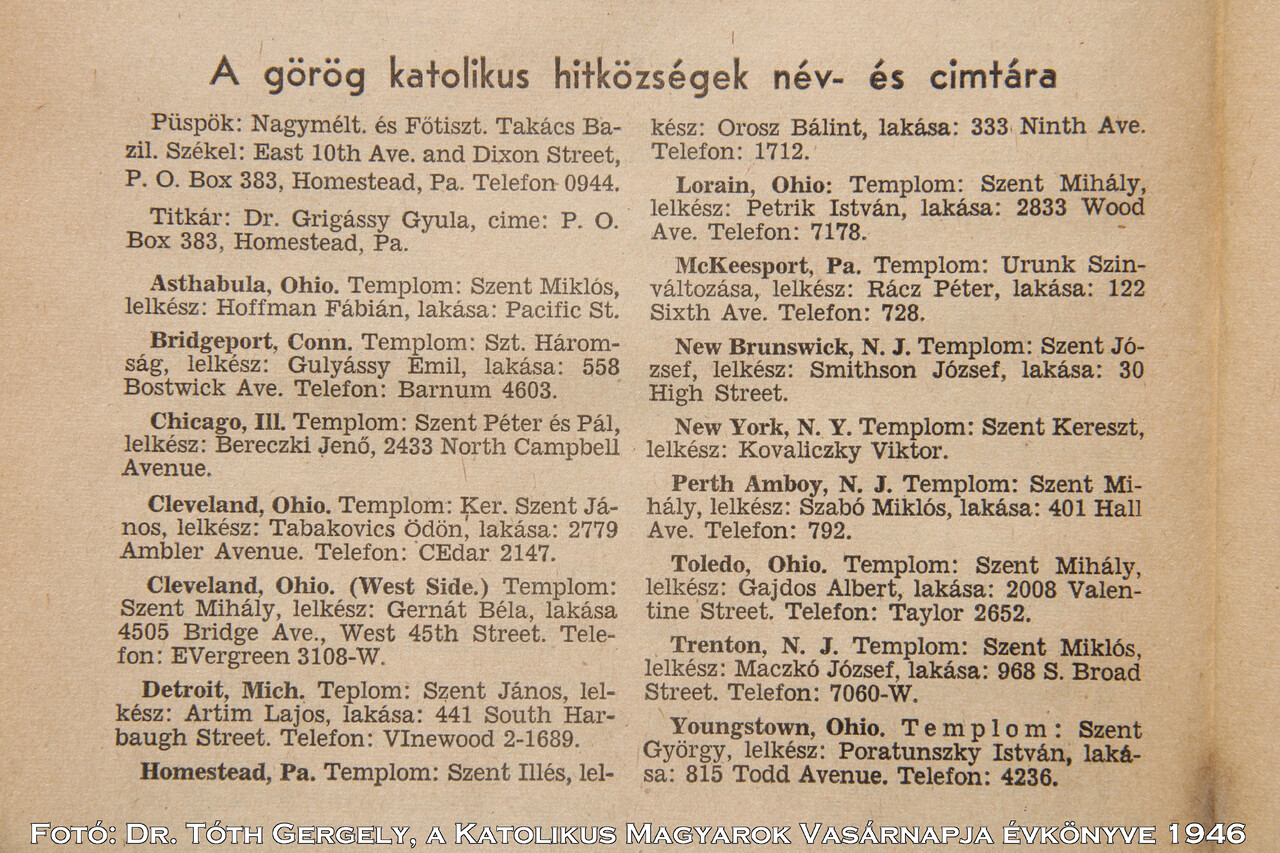 A görög katolikus hitközségek név- és cimtára
Püspök: Nagymélt. és Főtiszt. Takács Ba-
zil. Székel: East 10th Ave. and Dixon Street,
P. O. Box 383, Homestead, Pa. Telefon 0944.
Titkár: Dr. Grigássy Gyula, cime: P. O.
Box 383, Homestead, Pa.
Asthabula, Ohio. Templom: Szent Miklós,
lelkész: Hoffman Fábián, lakása: Pacific St.
Bridgeport, Conn. Templom: Szt. Három-
ság, lelkész: Gulyássy Emil, lakása: 558
Bostwick Ave. Telefon: Barnum 4603.
Chicago, Ill. Templom: Szent Péter és Pál,
lelkész: Bereczki Jenő, 2433 North Campbell
Avenue.
Cleveland, Ohio. Templom: Ker. Szent Já-
nos, lelkész: Tabakovics Ödön, lakása: 2779
Ambler Avenue. Telefon: CEdar 2147.
Cleveland, Ohio. (West Side.) Templom:
Szent Mihály, lelkész: Gernát Béla, lakása
4505 Bridge Ave., West 45th Street. Tele-
fon: EVergreen 3108-W.
Detroit, Mich. Teplom: Szent János, lel-
kész: Artim Lajos, lakása: 441 South Har-
baugh Street. Telefon: VInewood 2-1689.
Homestead, Pa. Templom: Szent Illés, lel-
kész: Orosz Bálint, lakása: 333 Ninth Ave.
Telefon: 1712.
Lorain, Ohio: Templom: Szent Mihály,
lelkész: Petrik István, lakása: 2833 Wood
Ave. Telefon: 7178.
McKeesport, Pa. Templom: Urunk Szin-
változása, lelkész: Rácz Péter, lakása: 122
Sixth Ave. Telefon: 728.
New Brunswick, N. J. Templom: Szent Jó-
zsef, lelkész: Smithson József, lakása: 30
High Street.
New York, N. Y. Templom: Szent Kereszt,
lelkész: Kovaliczky Viktor.
Perth Amboy, N. J. Templom: Szent Mi-
hály, lelkész: Szabó Miklós, lakása: 401 Hall
Ave. Telefon: 792.
Toledo, Ohio. Templom: Szent Mihály,
lelkész: Gajdos Albert, lakása: 2008 Valen-
tine Street. Telefon: Taylor 2652.
Trenton, N. J. Templom: Szent Miklós,
lelkész: Maczkó József, lakása: 968 S. Broad
Street. Telefon: 7060-W.
Youngstown, Ohio. Templom: Szent
György, lelkész: Poratunszky István, laká-
sa: 815 Todd Avenue. Telefon: 4236.
Fotó: Dr. Tóth Gergely, a Katolikus Magyarok Vasárnapja évkönyve 1946